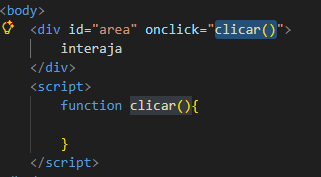 <body>
<div id="area" onclick="clicar()">
interaja
</div>
<script>
function clicar(){
}
</script>